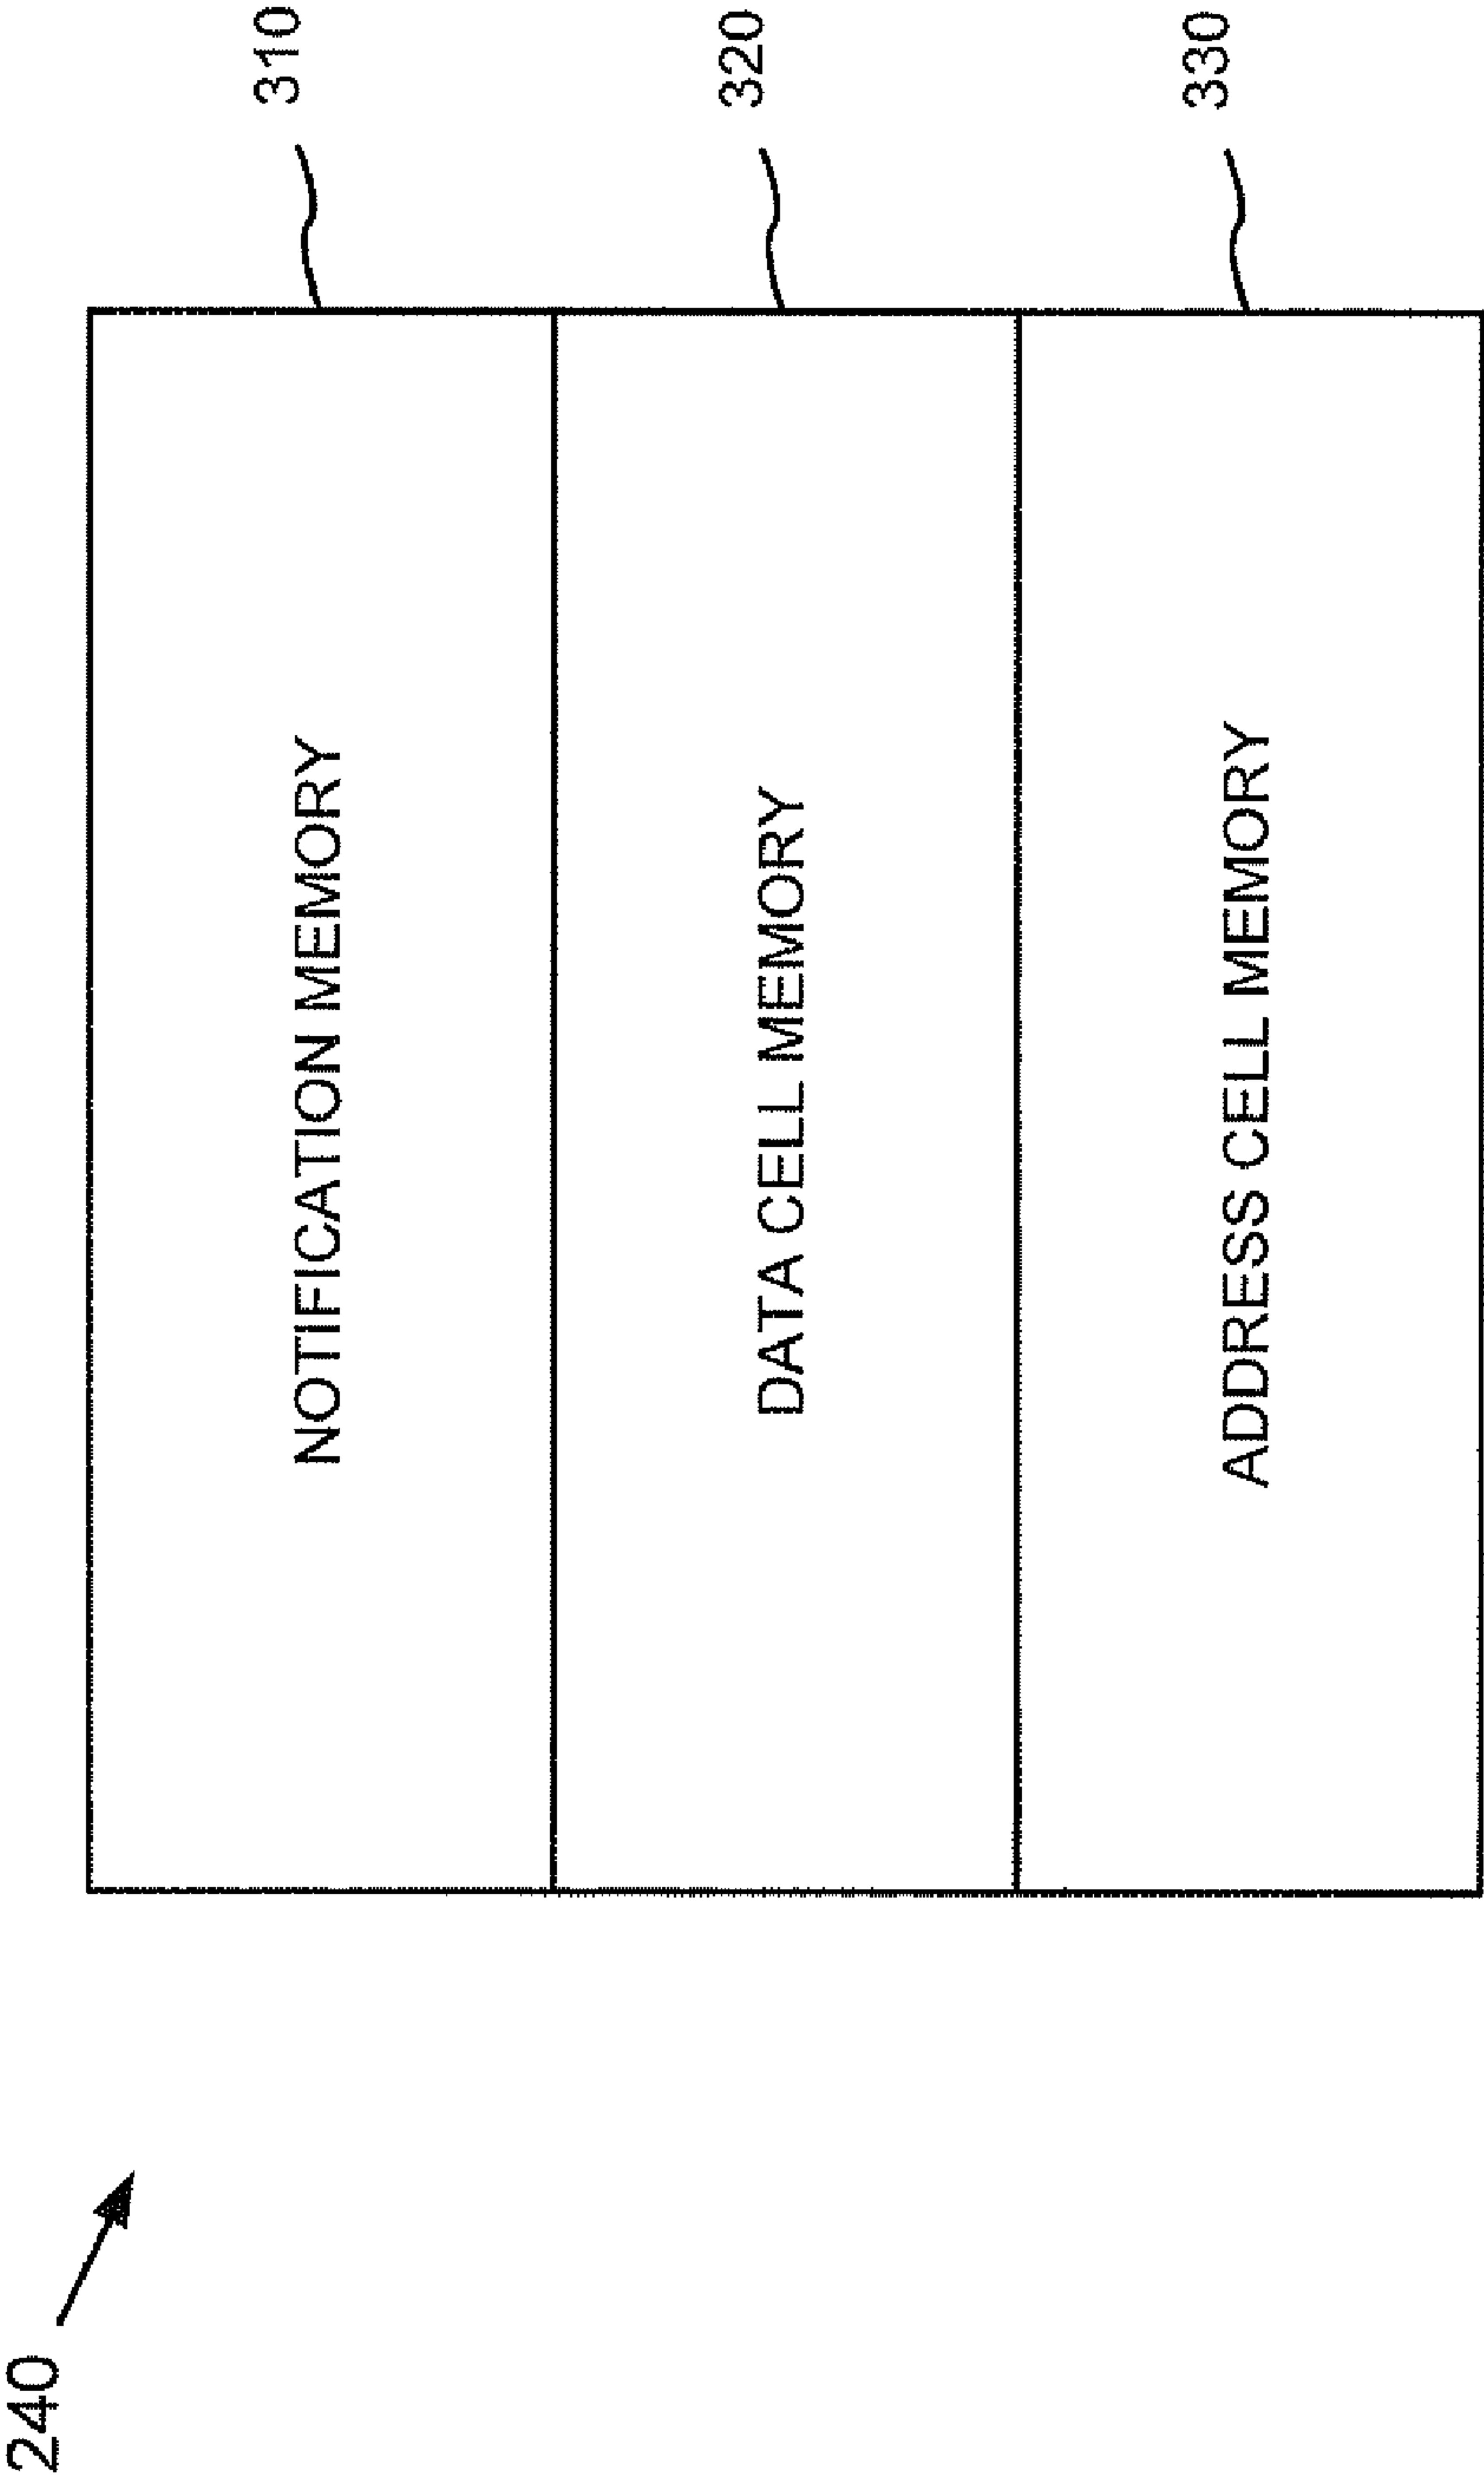 240
NOTIFICATION MEMORY
310
DATA CELL MEMORY
320
ADDRESS CELL MEMORY
330